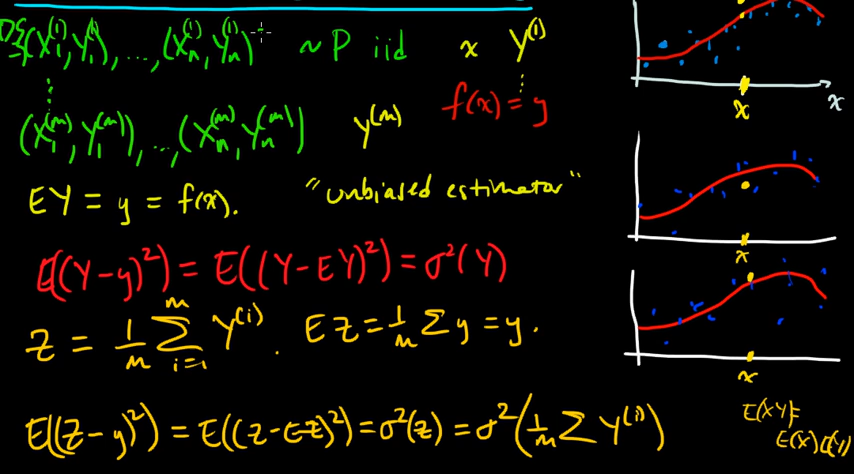 (X₁⁽¹⁾, Y₁⁽¹⁾), ..., (Xₙ⁽¹⁾, Yₙ⁽¹⁾) ~ P iid x Y⁽¹⁾
⋮ ⋮
f(x) = y
(X₁⁽ᵐ⁾, Y₁⁽ᵐ⁾), ..., (Xₙ⁽ᵐ⁾, Yₙ⁽ᵐ⁾) Y⁽ᵐ⁾
EY = y = f(x). "unbiased estimator"
E((Y-y)²) = E((Y-EY)²) = σ²(Y)
Z = 1/m Σᵢ₌₁ᵐ Y⁽ⁱ⁾. EZ = 1/m Σ y = y.
E((Z-y)²) = E((Z-EZ)²) = σ²(Z) = σ²(1/m Σ Y⁽ⁱ⁾)
x
x
x
x
E(XY)=
E(X)E(Y)